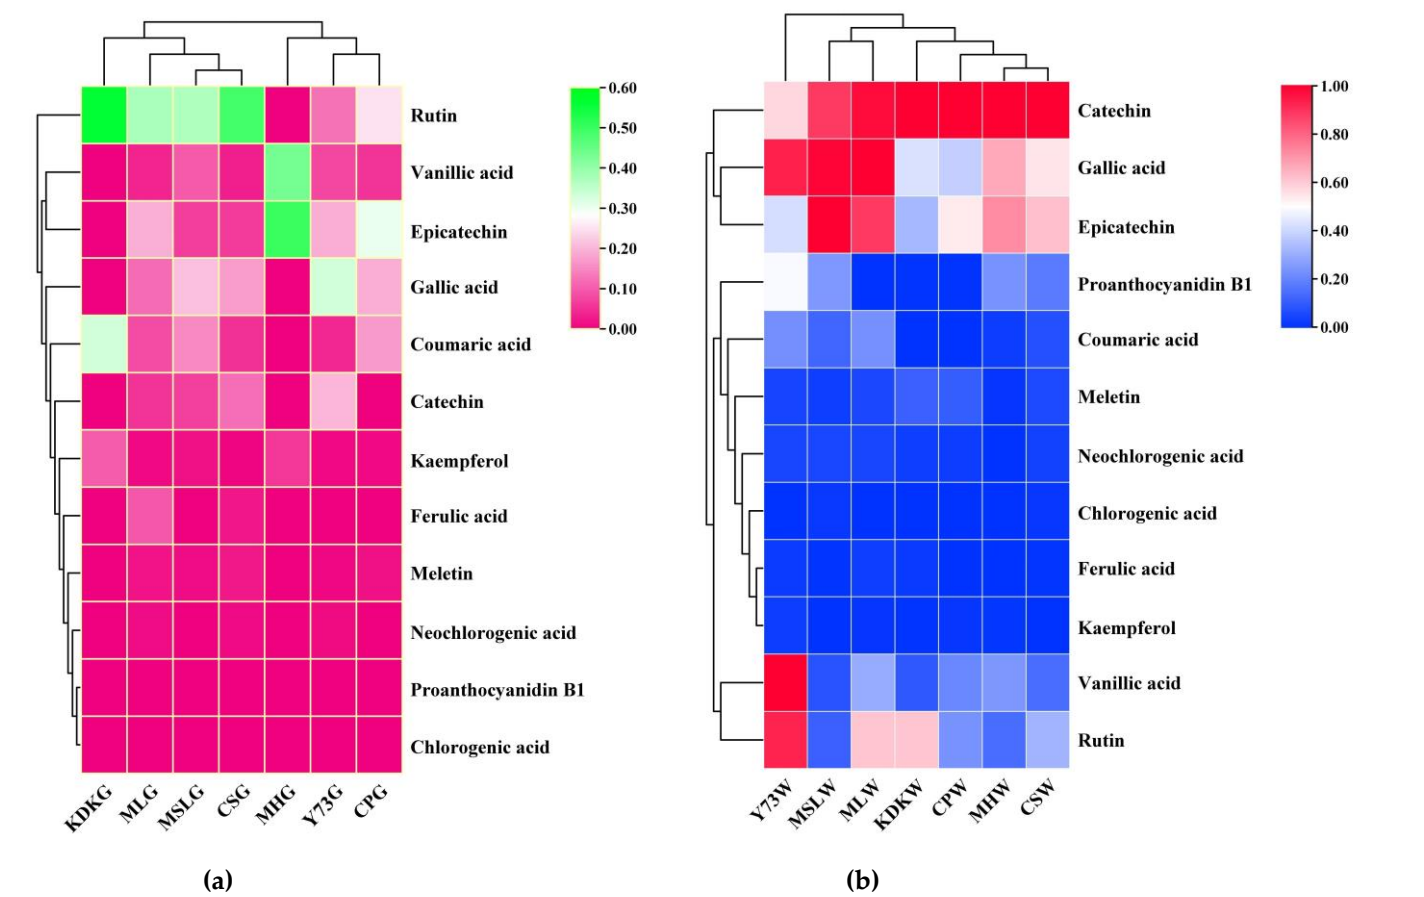 Rutin
Vanillic acid
Epicatechin
Gallic acid
Coumaric acid
Catechin
Kaempferol
Ferulic acid
Meletin
Neochlorogenic acid
Proanthocyanidin B1
Chlorogenic acid
KDKG
MLG
MSLG
CSG
MHG
Y73G
CPG
0.60
0.50
0.40
0.30
0.20
0.10
0.00
(a)
Catechin
Gallic acid
Epicatechin
Proanthocyanidin B1
Coumaric acid
Meletin
Neochlorogenic acid
Chlorogenic acid
Ferulic acid
Kaempferol
Vanillic acid
Rutin
Y73W
MSLW
MLW
KDKW
CPW
MHW
CSW
1.00
0.80
0.60
0.40
0.20
0.00
(b)